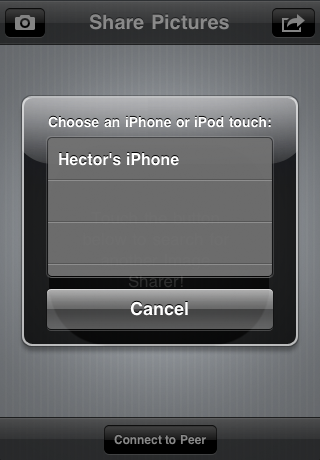 Share Pictures
Choose an iPhone or iPod touch:
Hector's iPhone
Sharer!
Cancel
Connect to Peer